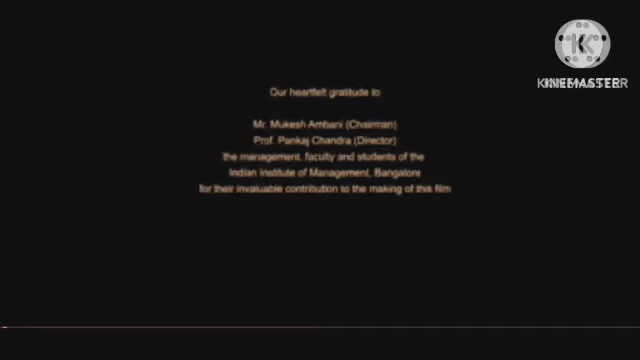 KINEMASTER
Our heartfelt gratitude to
Mr. Mukesh Ambani (Chairman)
Prof. Pankaj Chandra (Director)
the management, faculty and students of the
Indian Institute of Management, Bangalore
for their invaluable contribution to the making of this film